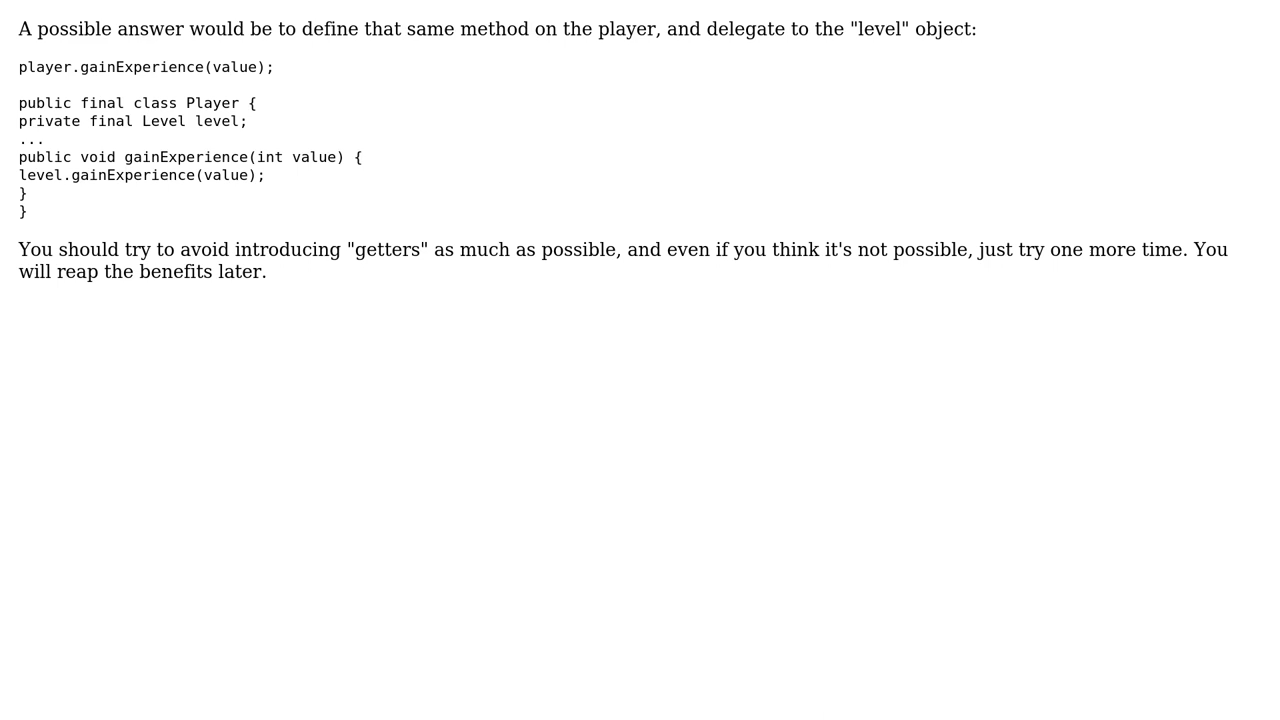 A possible answer would be to define that same method on the player, and delegate to the "level" object:
player.gainExperience(value);
public final class Player {
private final Level level;
...
public void gainExperience(int value) {
level.gainExperience(value);
}
}
You should try to avoid introducing "getters" as much as possible, and even if you think it's not possible, just try one more time. You
will reap the benefits later.